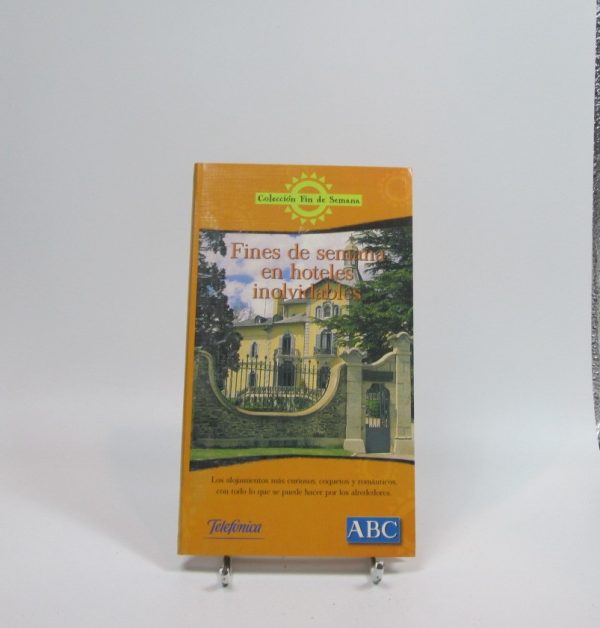 Colección Fin de Semana
Fines de semana
en hoteles
inolvidables
Los alojamientos más curiosos, coquetos y románticos,
con todo lo que se puede hacer por los alrededores.
Telefónica
ABC